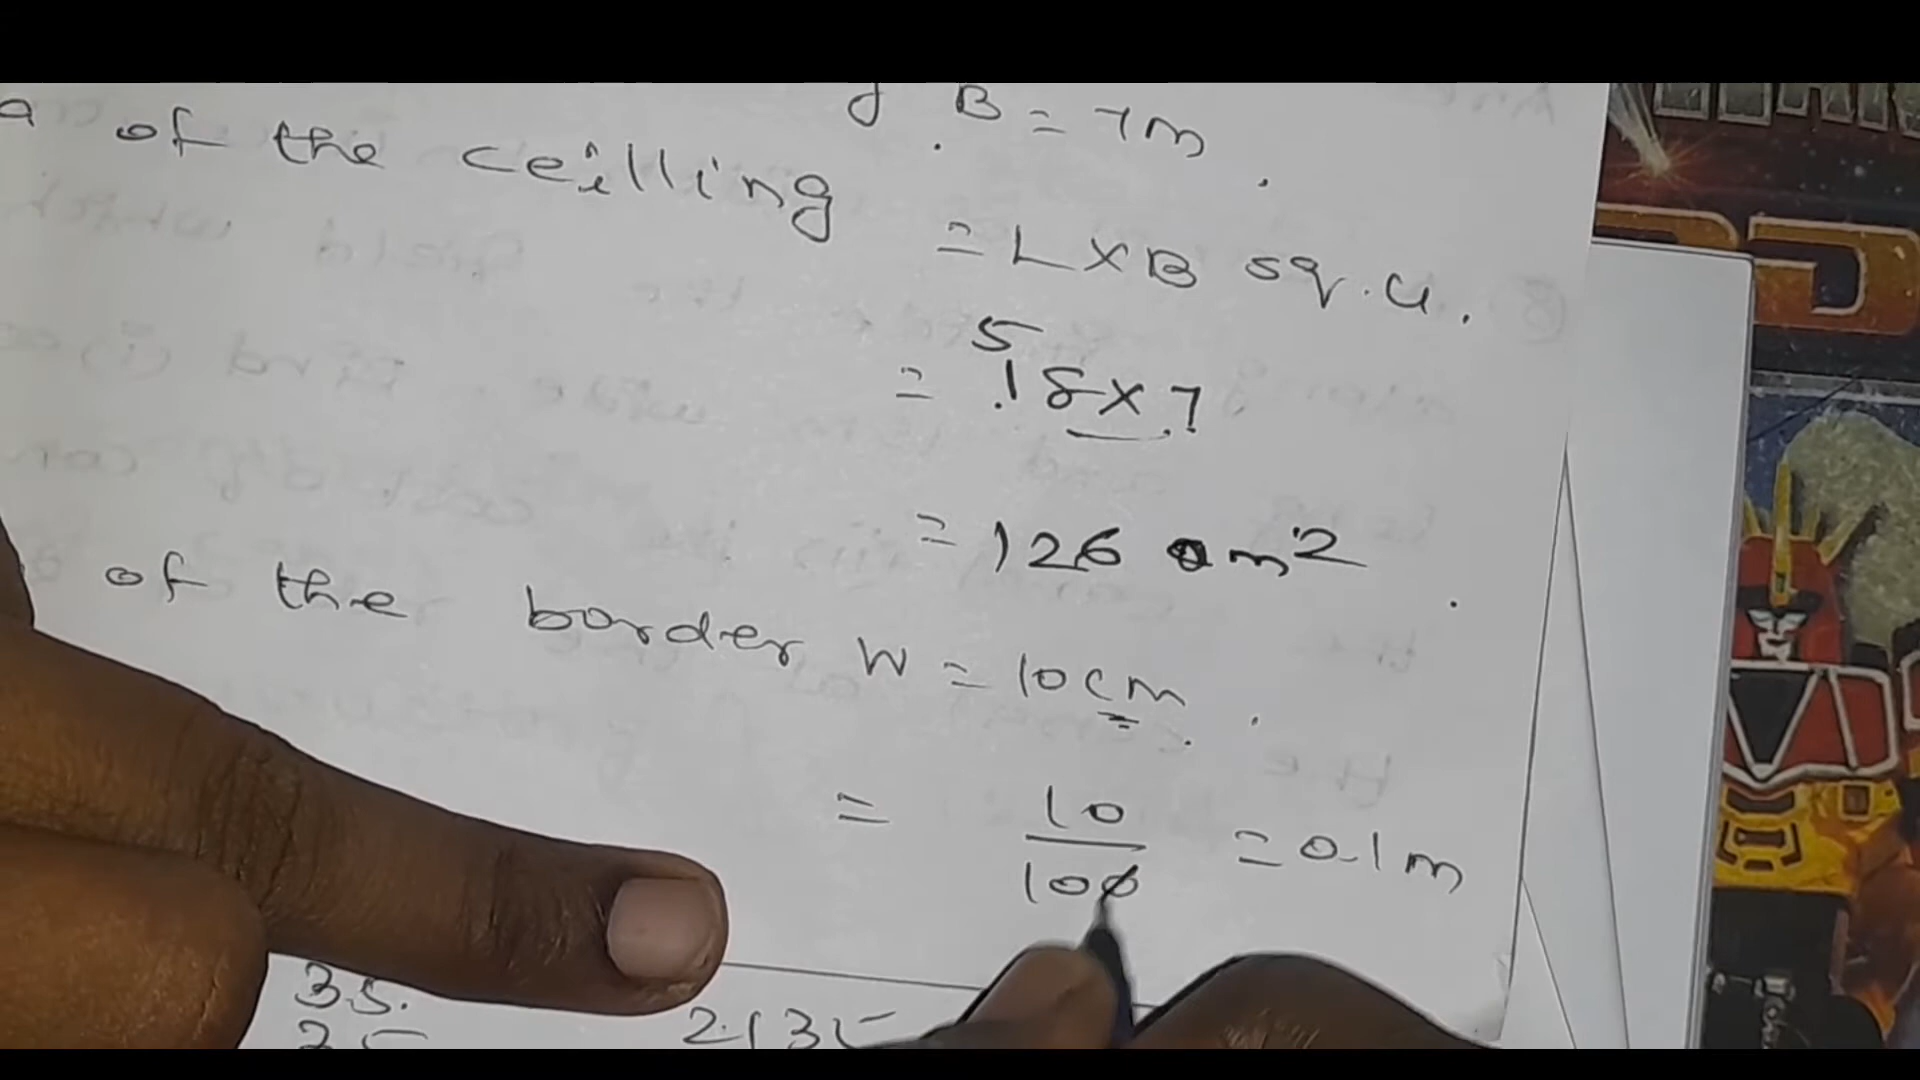 B = 7m
of the ceilling = L × B sq.u.
5
= 18 × 7
= 126 m²
of the border W = 10cm
= 10/100 = 0.1m
35.
25
2135